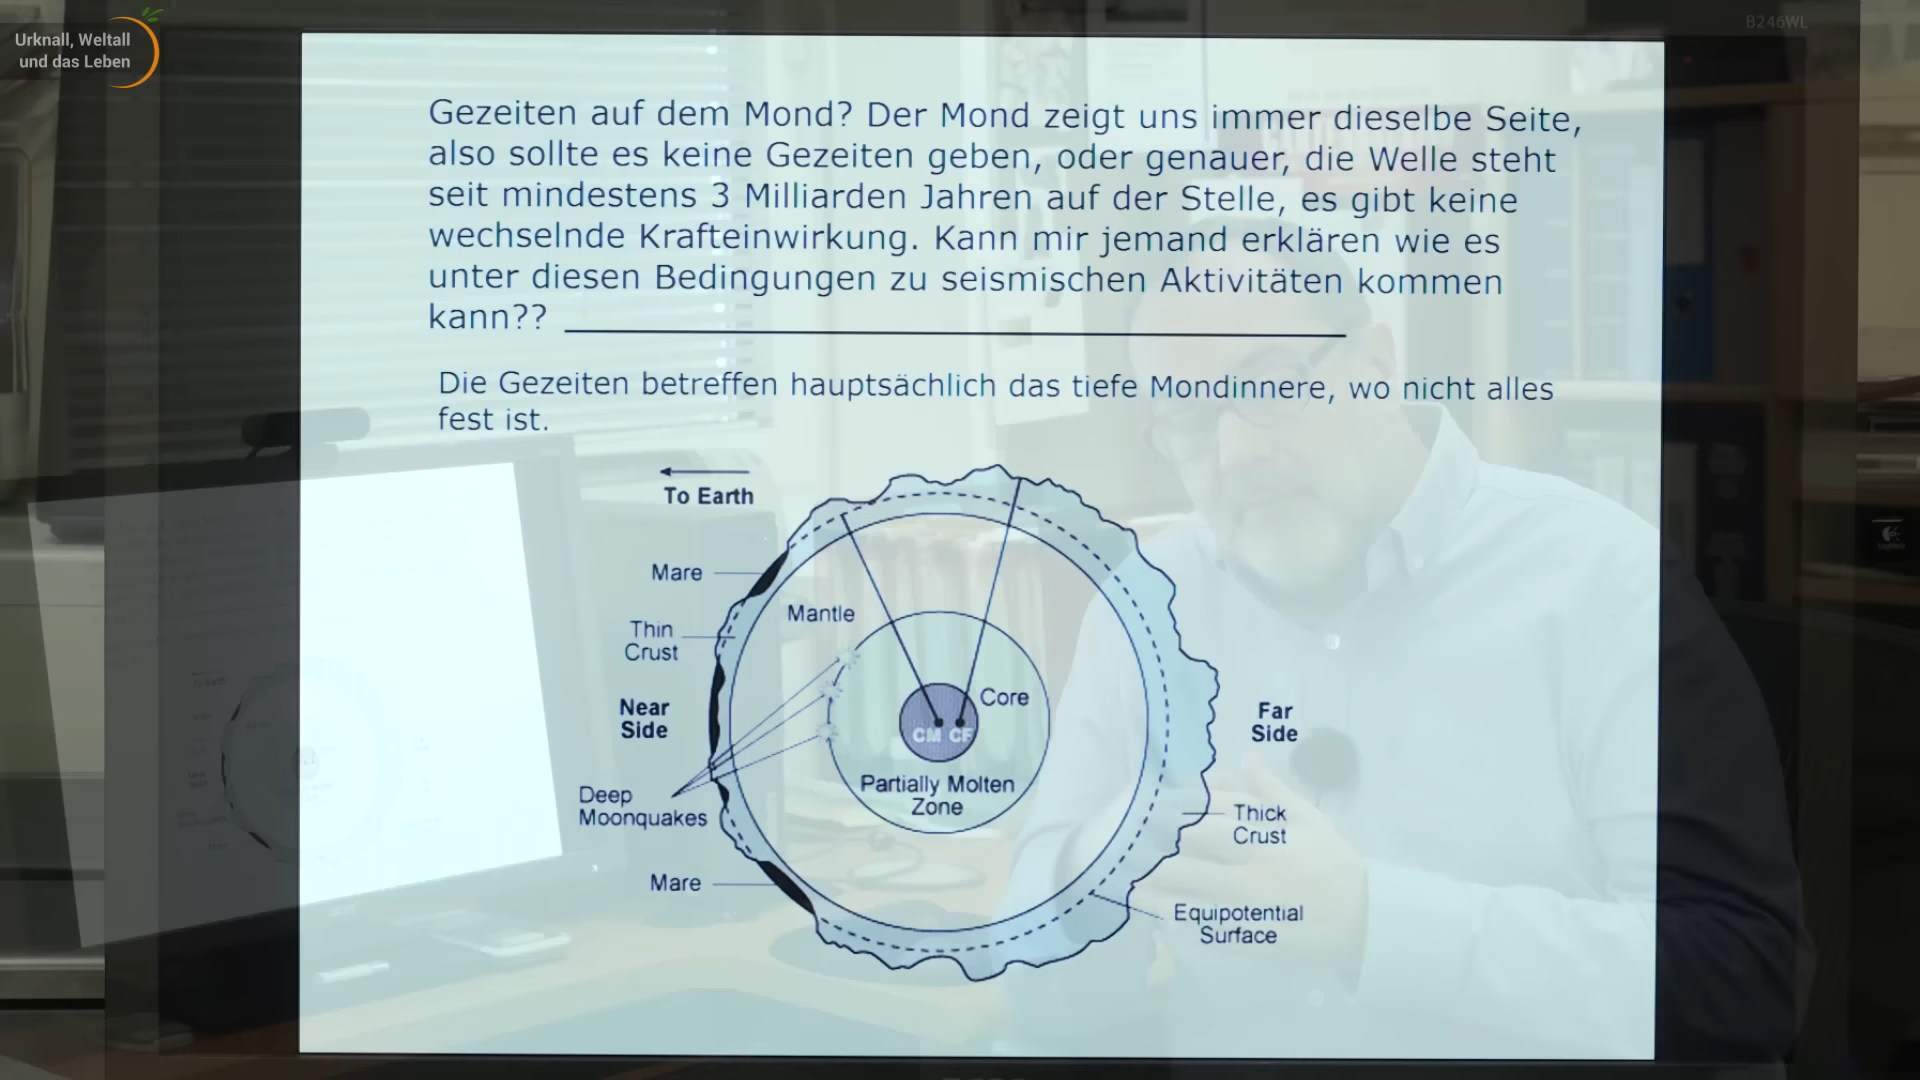 Urknall, Weltall
und das Leben
B246WL
Gezeiten auf dem Mond? Der Mond zeigt uns immer dieselbe Seite,
also sollte es keine Gezeiten geben, oder genauer, die Welle steht
seit mindestens 3 Milliarden Jahren auf der Stelle, es gibt keine
wechselnde Krafteinwirkung. Kann mir jemand erklären wie es
unter diesen Bedingungen zu seismischen Aktivitäten kommen
kann??
Die Gezeiten betreffen hauptsächlich das tiefe Mondinnere, wo nicht alles
fest ist.
To Earth
Mare
Mantle
Thin
Crust
Core
Near
Side
Far
Side
CM CF
Partially Molten
Zone
Deep
Moonquakes
Thick
Crust
Mare
Equipotential
Surface